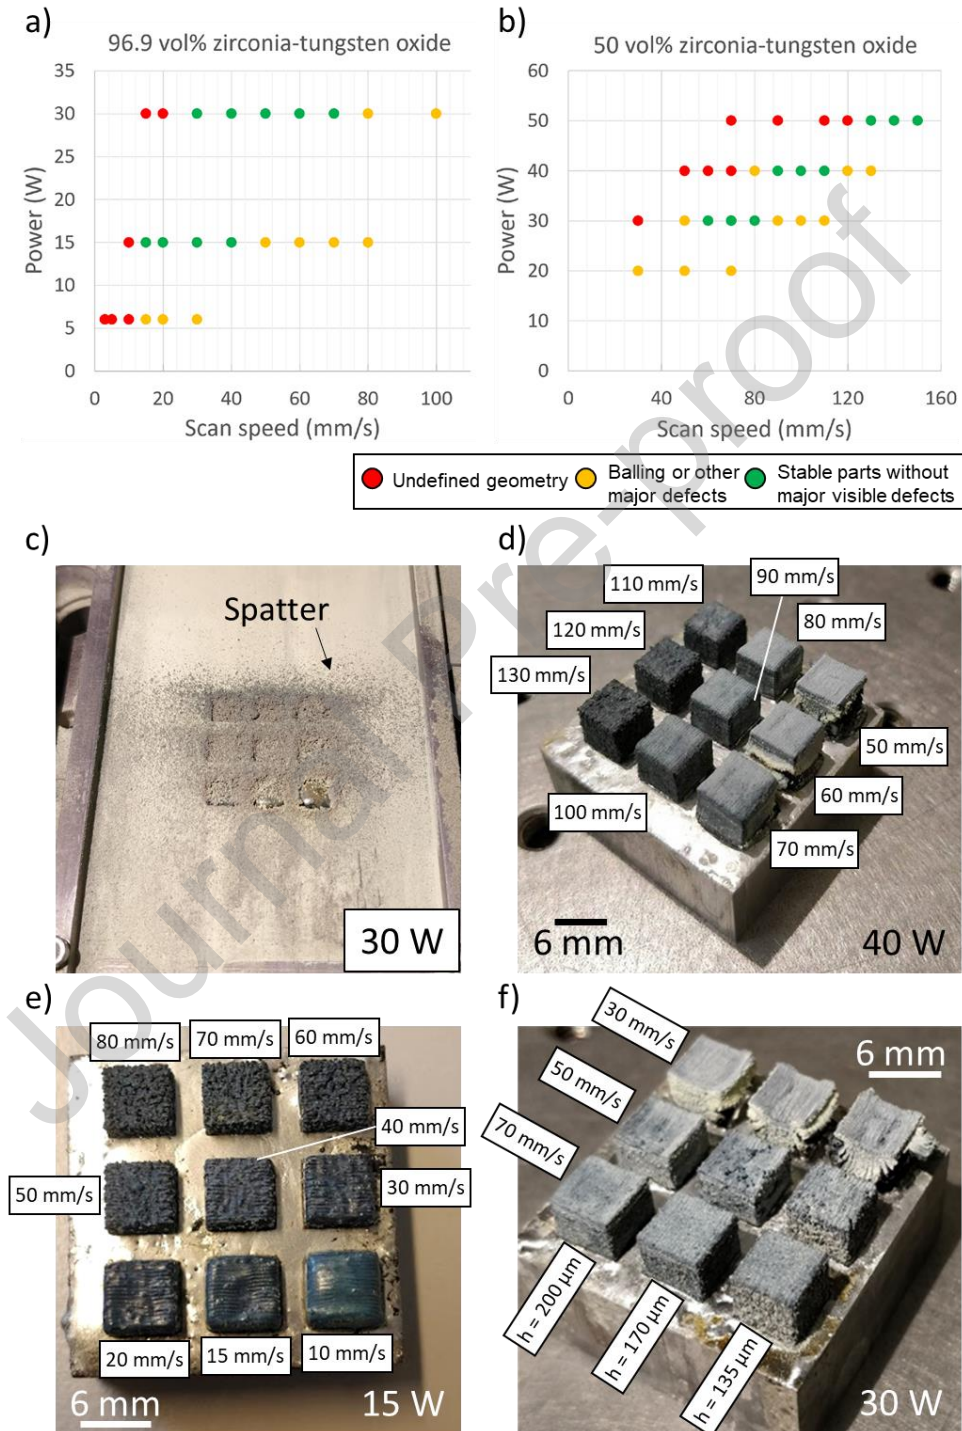 a)
96.9 vol% zirconia-tungsten oxide
35
30
25
20
15
10
5
0
Power (W)
0 20 40 60 80 100
Scan speed (mm/s)
b)
50 vol% zirconia-tungsten oxide
60
50
40
30
20
10
0
Power (W)
0 40 80 120 160
Scan speed (mm/s)
Undefined geometry
Balling or other
major defects
Stable parts without
major visible defects
c)
Spatter
30 W
d)
110 mm/s
90 mm/s
120 mm/s
80 mm/s
130 mm/s
50 mm/s
60 mm/s
100 mm/s
70 mm/s
6 mm
40 W
e)
80 mm/s
70 mm/s
60 mm/s
40 mm/s
50 mm/s
30 mm/s
20 mm/s
15 mm/s
10 mm/s
6 mm
15 W
f)
30 mm/s
6 mm
50 mm/s
70 mm/s
h = 200 µm
h = 170 µm
h = 135 µm
30 W
Journal Pre-proof